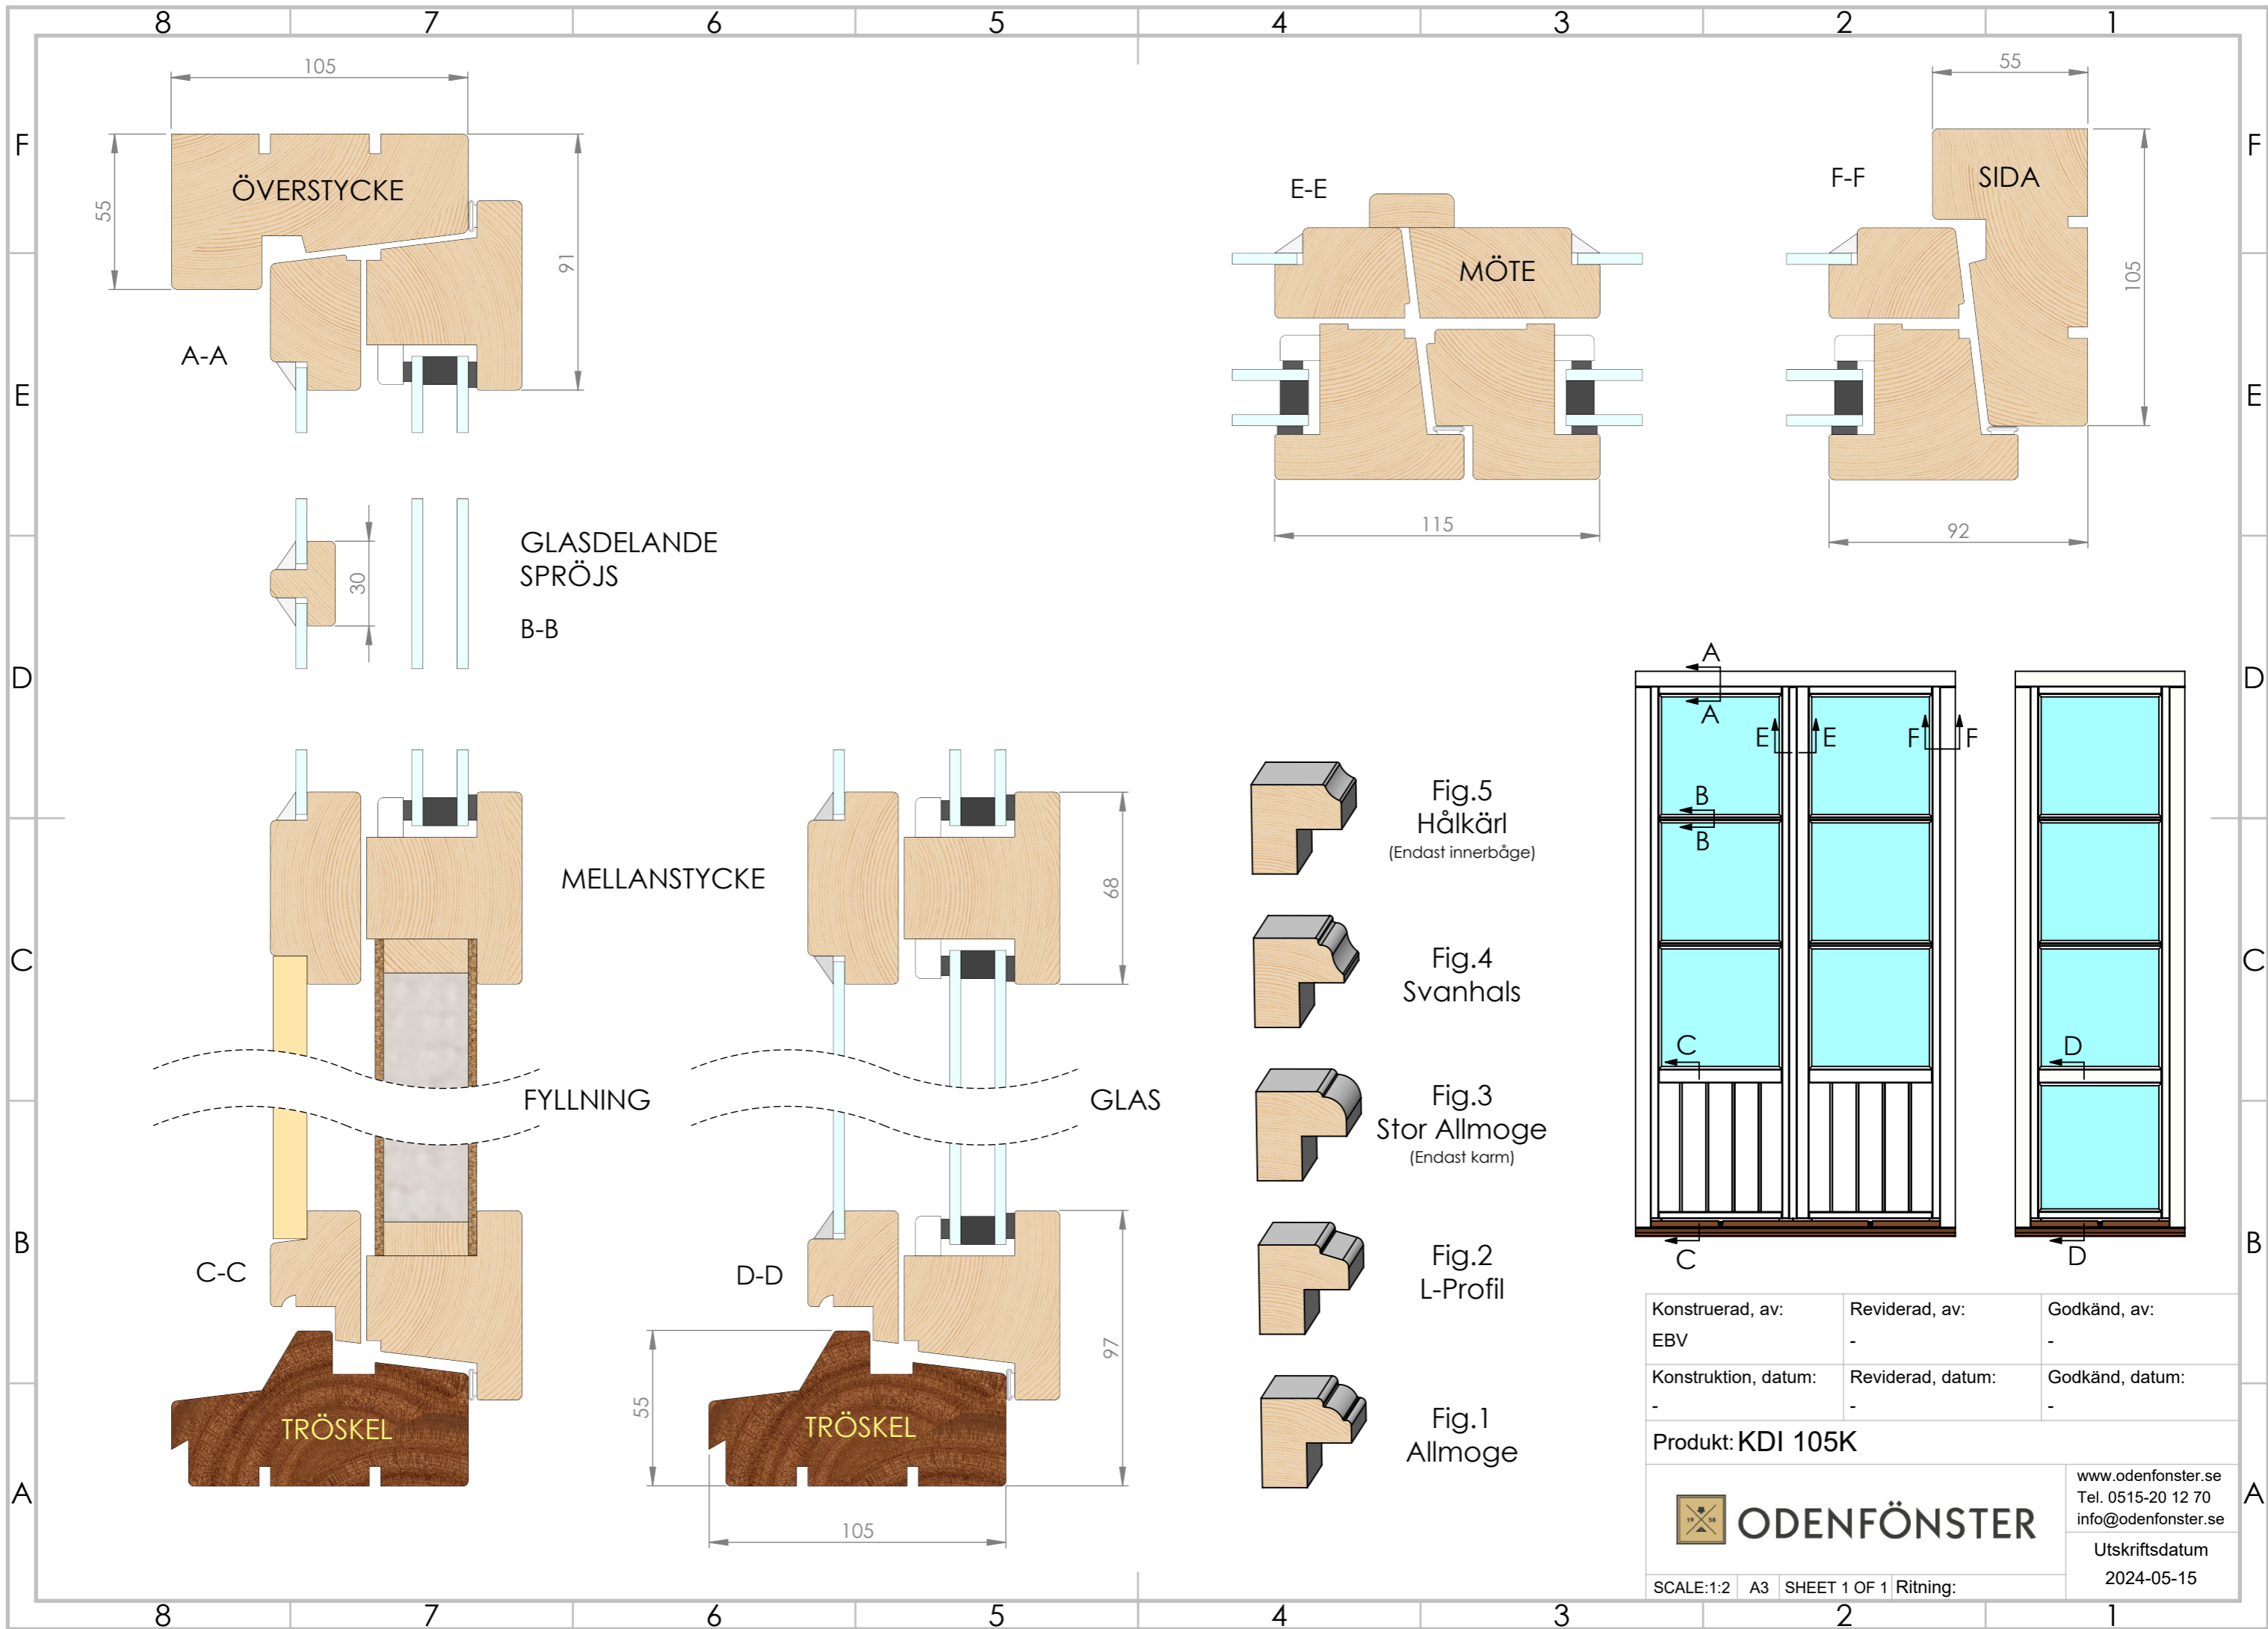 8 7 6 5 4 3 2 1
F
E
D
C
B
A
F
E
D
C
B
A
105
55
ÖVERSTYCKE
91
A-A
E-E
MÖTE
115
F-F
SIDA
55
105
92
30
GLASDELANDE
SPRÖJS
B-B
MELLANSTYCKE
68
FYLLNING
GLAS
C-C
D-D
TRÖSKEL
TRÖSKEL
55
97
105
Fig.5
Hålkärl
(Endast innerbåge)
Fig.4
Svanhals
Fig.3
Stor Allmoge
(Endast karm)
Fig.2
L-Profil
Fig.1
Allmoge
A
A
E E F F
B
B
C
C
D
D
Konstruerad, av: Reviderad, av: Godkänd, av:
EBV - -
Konstruktion, datum: Reviderad, datum: Godkänd, datum:
- - -
Produkt: KDI 105K
19 58
ODENFÖNSTER
www.odenfonster.se
Tel. 0515-20 12 70
info@odenfonster.se
Utskriftsdatum
2024-05-15
SCALE:1:2 A3 SHEET 1 OF 1 Ritning:
8 7 6 5 4 3 2 1